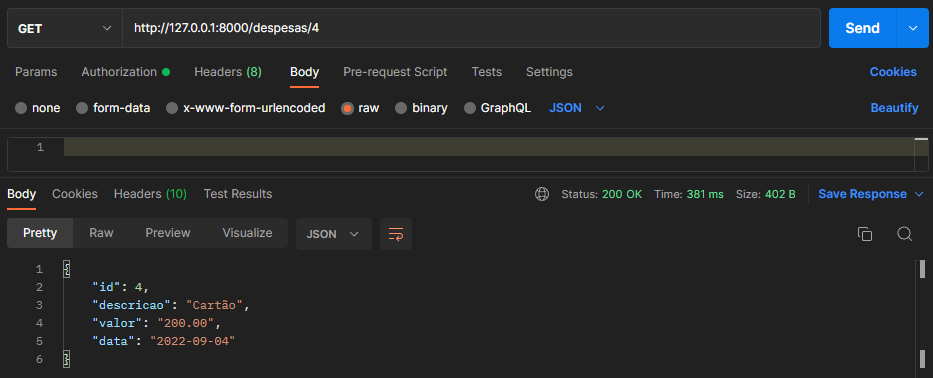 GET http://127.0.0.1:8000/despesas/4 Send
Params Authorization Headers (8) Body Pre-request Script Tests Settings Cookies
none form-data x-www-form-urlencoded raw binary GraphQL JSON Beautify
1
Body Cookies Headers (10) Test Results Status: 200 OK Time: 381 ms Size: 402 B Save Response
Pretty Raw Preview Visualize JSON
1 {
2 "id": 4,
3 "descricao": "Cartão",
4 "valor": "200.00",
5 "data": "2022-09-04"
6 }